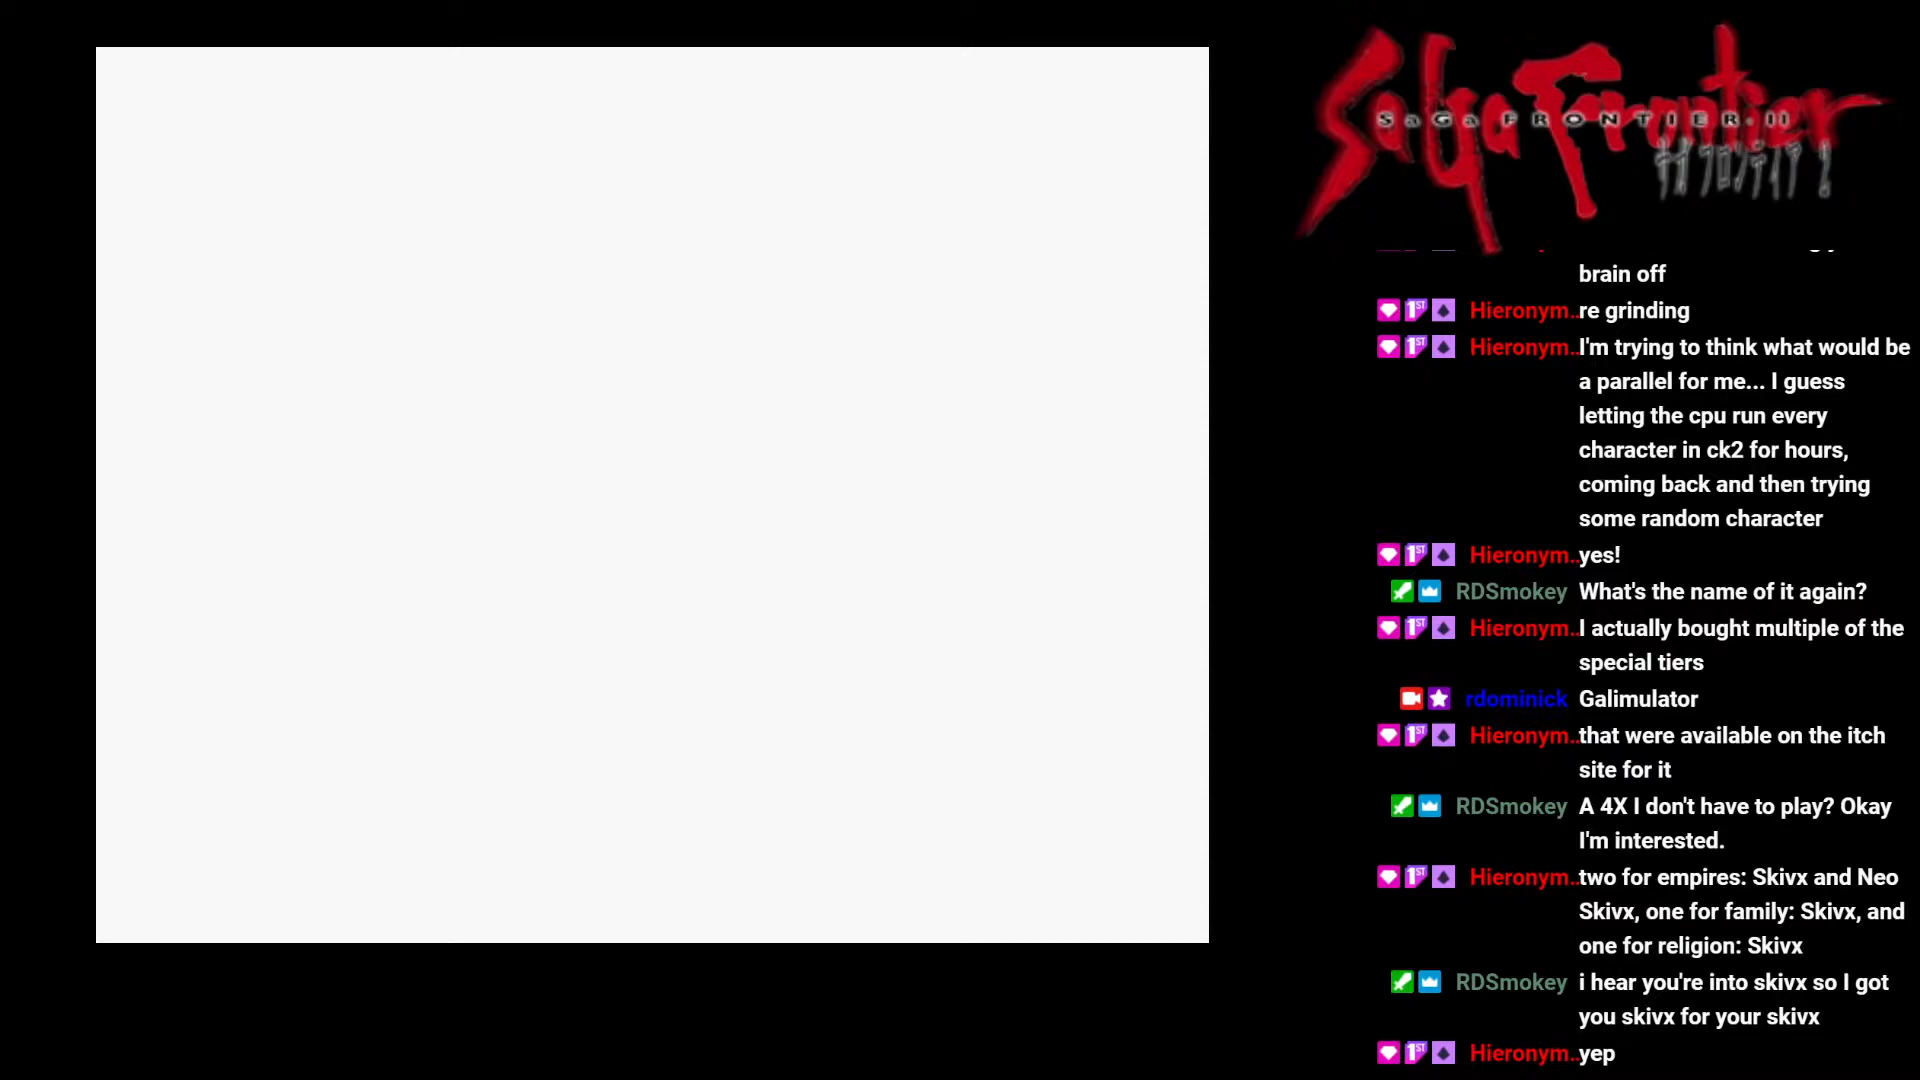 SaGa Frontier
SaGa FRONTIER II
brain off
Hieronym..re grinding
Hieronym..I'm trying to think what would be
a parallel for me... I guess
letting the cpu run every
character in ck2 for hours,
coming back and then trying
some random character
Hieronym..yes!
RDSmokey What's the name of it again?
Hieronym..I actually bought multiple of the
special tiers
rdominick Galimulator
Hieronym..that were available on the itch
site for it
RDSmokey A 4X I don't have to play? Okay
I'm interested.
Hieronym..two for empires: Skivx and Neo
Skivx, one for family: Skivx, and
one for religion: Skivx
RDSmokey i hear you're into skivx so I got
you skivx for your skivx
Hieronym..yep